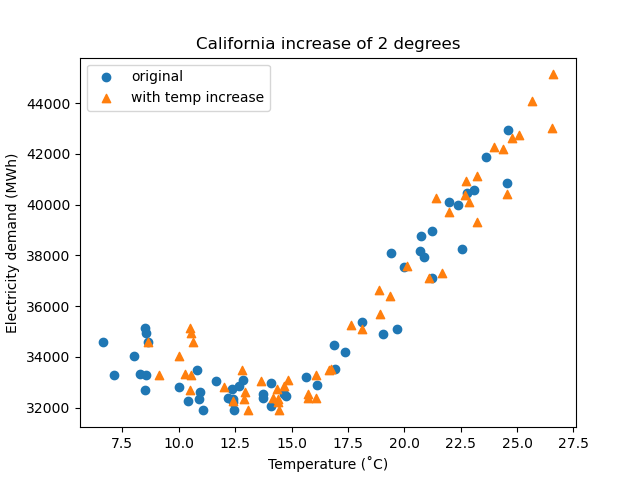 California increase of 2 degrees
original
with temp increase
Electricity demand (MWh)
44000
42000
40000
38000
36000
34000
32000
7.5 10.0 12.5 15.0 17.5 20.0 22.5 25.0 27.5
Temperature (˚C)